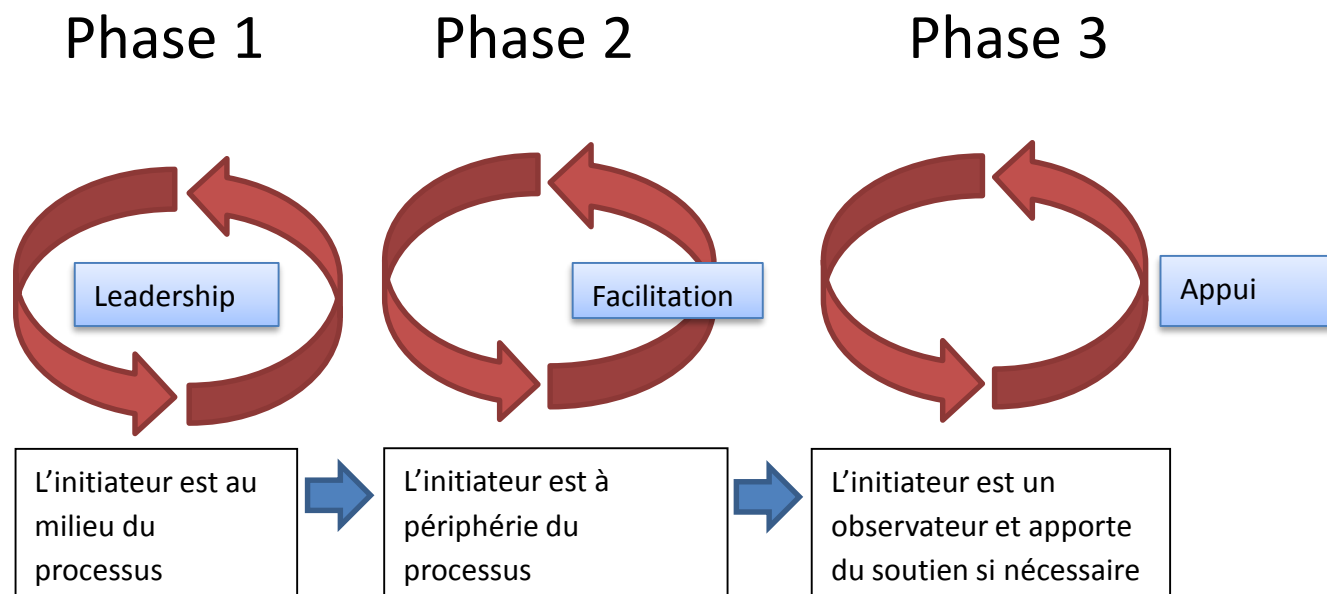 Phase 1
Phase 2
Phase 3
Leadership
Facilitation
Appui
L’initiateur est au
milieu du
processus
L’initiateur est à
périphérie du
processus
L’initiateur est un
observateur et apporte
du soutien si nécessaire